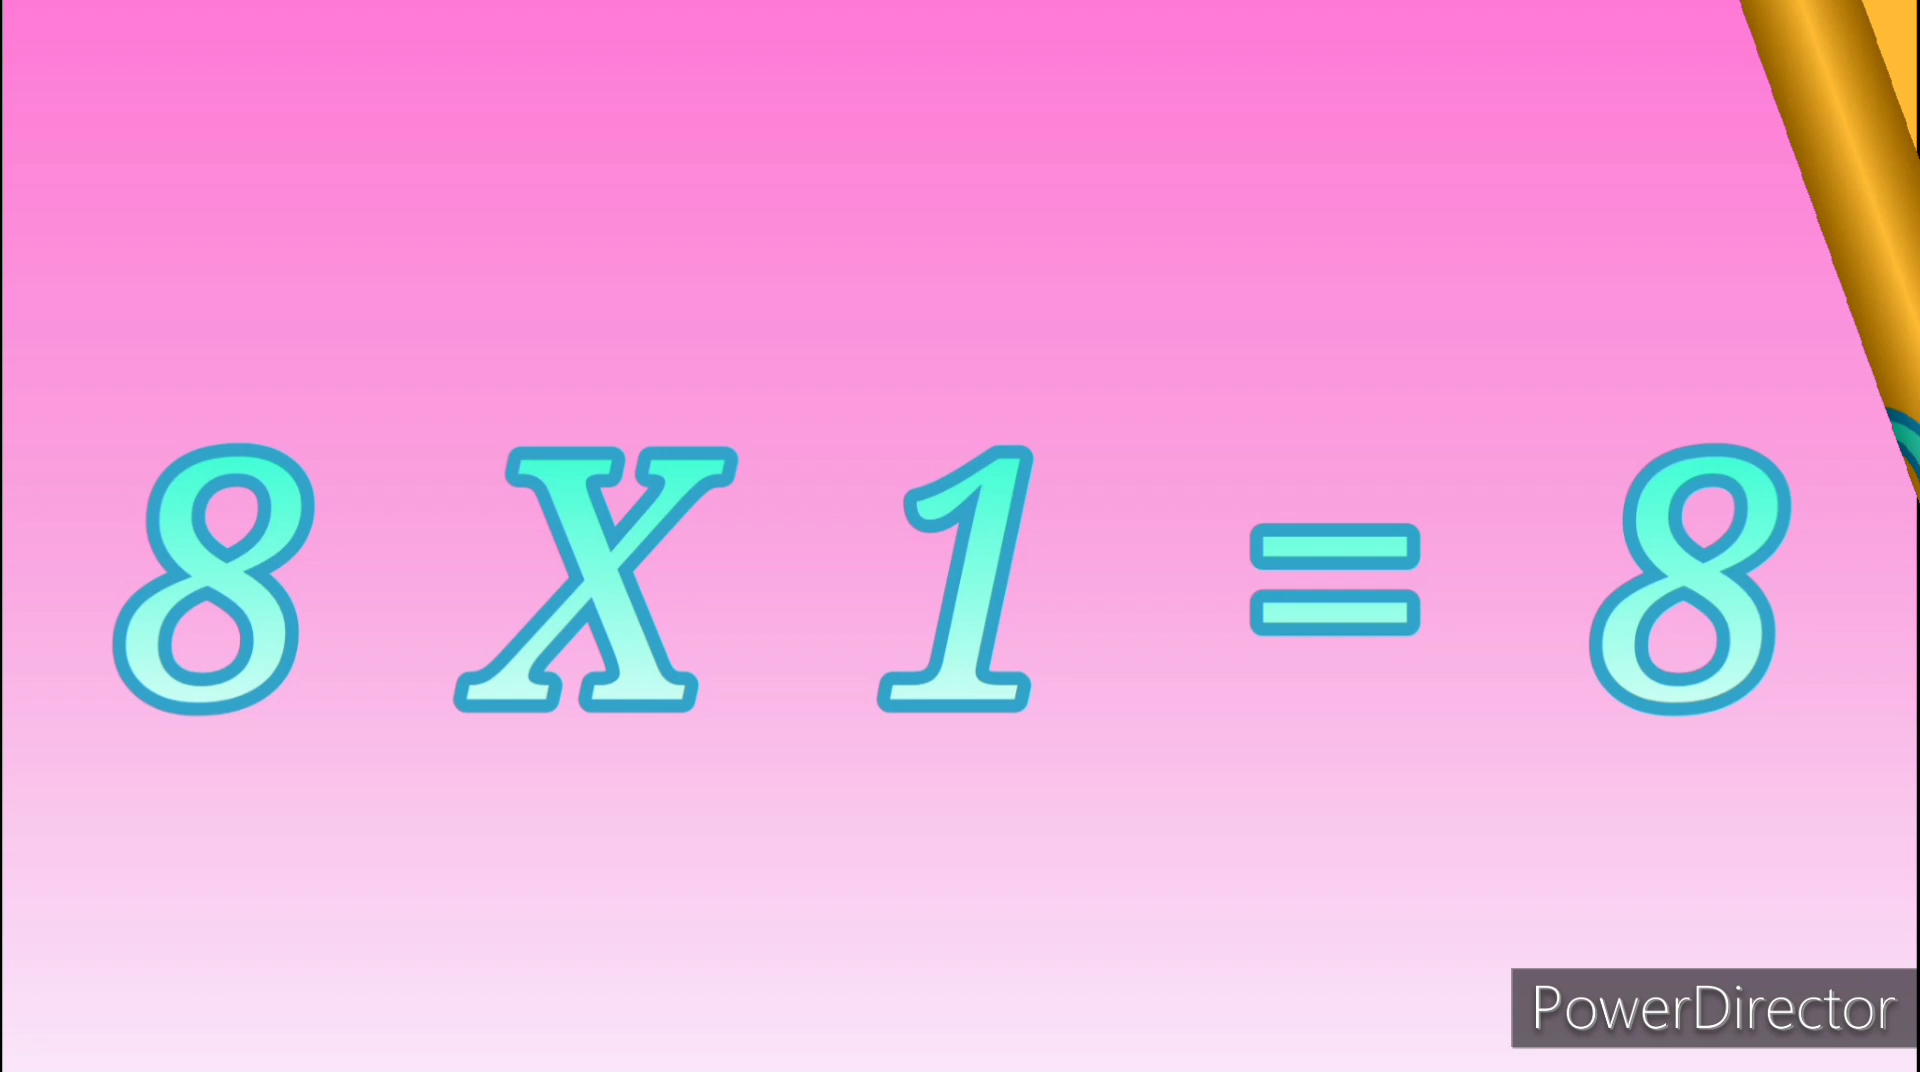 8 X 1 = 8
PowerDirector